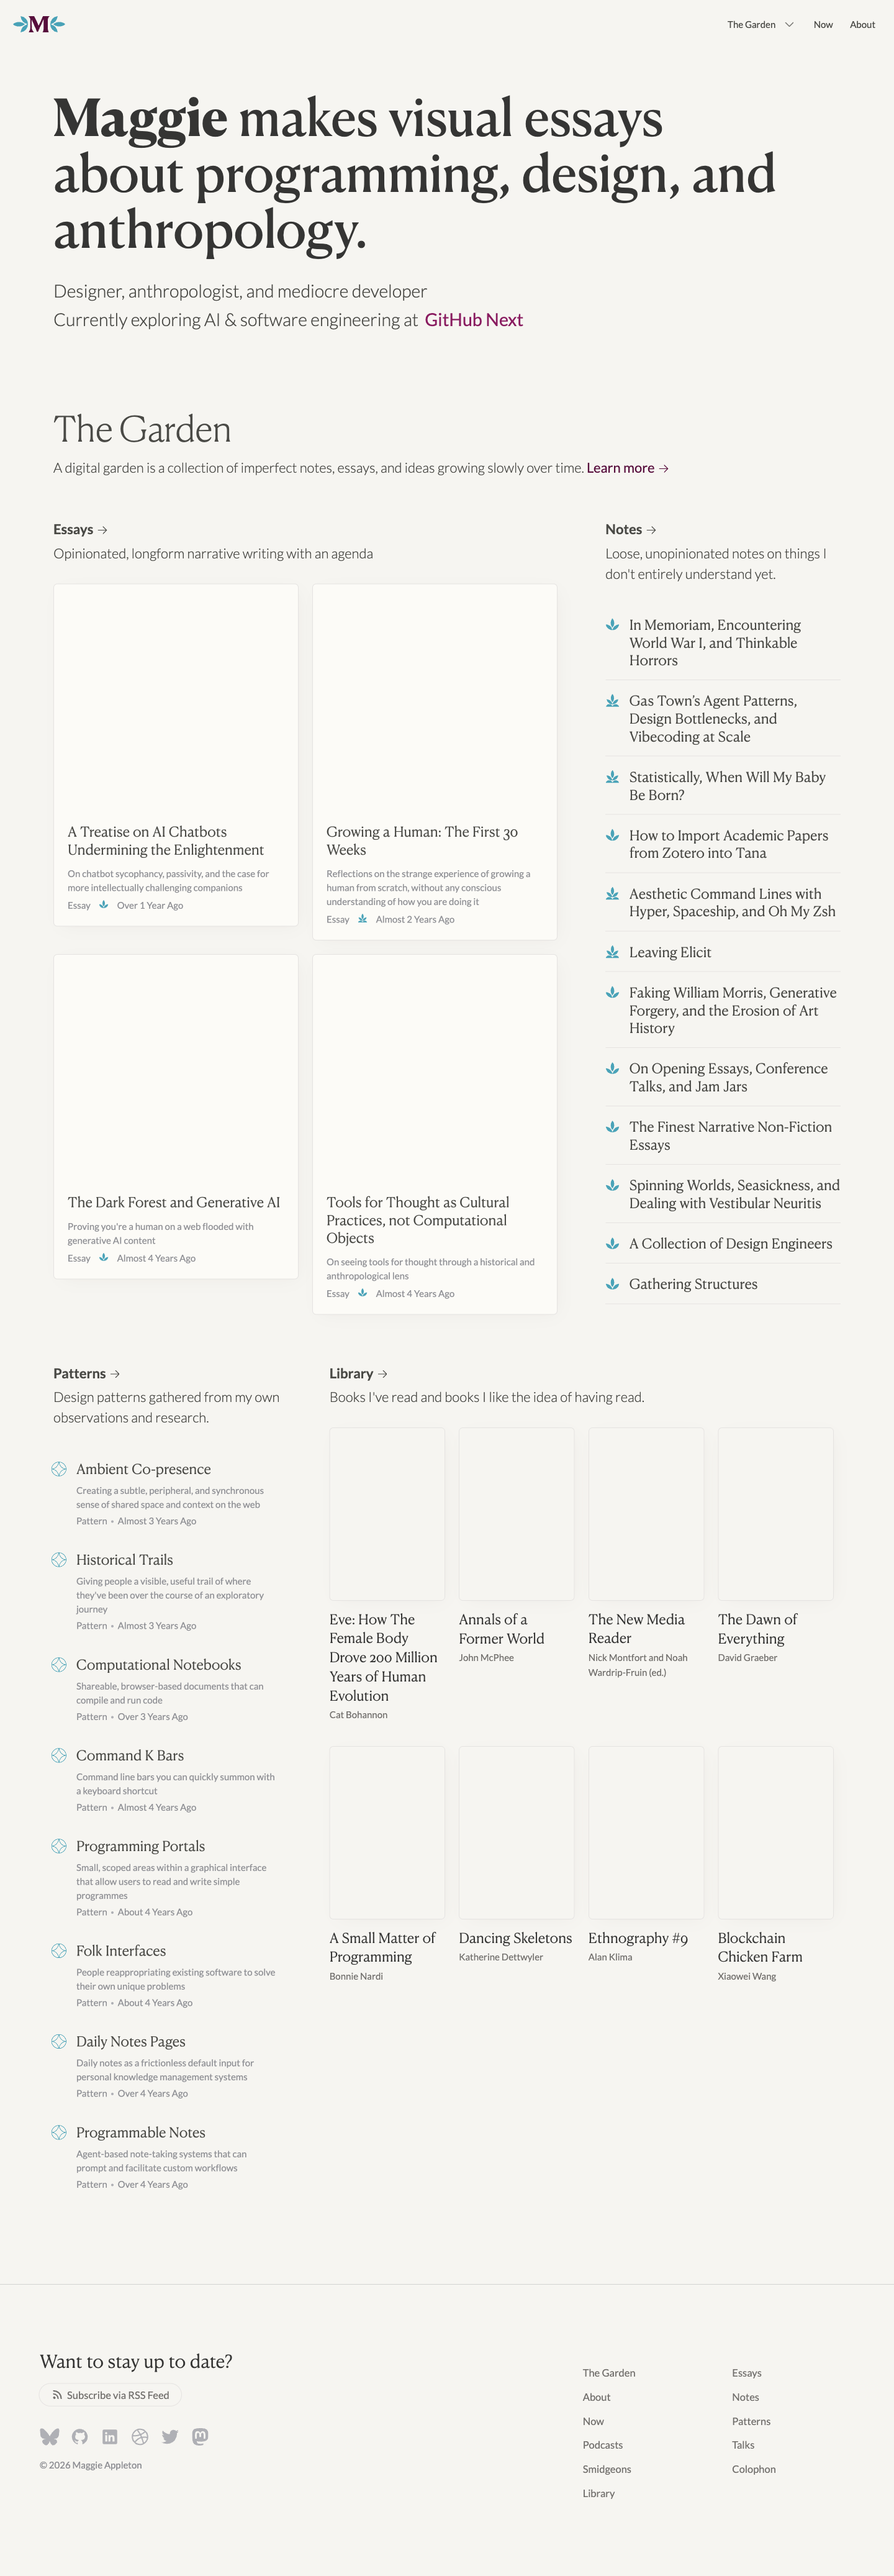 M
The Garden
Now
About
Maggie makes visual essays
about programming, design, and
anthropology.
Designer, anthropologist, and mediocre developer
Currently exploring AI & software engineering at GitHub Next
The Garden
A digital garden is a collection of imperfect notes, essays, and ideas growing slowly over time. Learn more →
Essays →
Opinionated, longform narrative writing with an agenda
A Treatise on AI Chatbots
Undermining the Enlightenment
On chatbot sycophancy, passivity, and the case for
more intellectually challenging companions
Essay Over 1 Year Ago
Growing a Human: The First 30
Weeks
Reflections on the strange experience of growing a
human from scratch, without any conscious
understanding of how you are doing it
Essay Almost 2 Years Ago
The Dark Forest and Generative AI
Proving you're a human on a web flooded with
generative AI content
Essay Almost 4 Years Ago
Tools for Thought as Cultural
Practices, not Computational
Objects
On seeing tools for thought through a historical and
anthropological lens
Essay Almost 4 Years Ago
Notes →
Loose, unopinionated notes on things I
don't entirely understand yet.
In Memoriam, Encountering
World War I, and Thinkable
Horrors
Gas Town's Agent Patterns,
Design Bottlenecks, and
Vibecoding at Scale
Statistically, When Will My Baby
Be Born?
How to Import Academic Papers
from Zotero into Tana
Aesthetic Command Lines with
Hyper, Spaceship, and Oh My Zsh
Leaving Elicit
Faking William Morris, Generative
Forgery, and the Erosion of Art
History
On Opening Essays, Conference
Talks, and Jam Jars
The Finest Narrative Non-Fiction
Essays
Spinning Worlds, Seasickness, and
Dealing with Vestibular Neuritis
A Collection of Design Engineers
Gathering Structures
Patterns →
Design patterns gathered from my own
observations and research.
Ambient Co-presence
Creating a subtle, peripheral, and synchronous
sense of shared space and context on the web
Pattern • Almost 3 Years Ago
Historical Trails
Giving people a visible, useful trail of where
they've been over the course of an exploratory
journey
Pattern • Almost 3 Years Ago
Computational Notebooks
Shareable, browser-based documents that can
compile and run code
Pattern • Over 3 Years Ago
Command K Bars
Command line bars you can quickly summon with
a keyboard shortcut
Pattern • Almost 4 Years Ago
Programming Portals
Small, scoped areas within a graphical interface
that allow users to read and write simple
programmes
Pattern • About 4 Years Ago
Folk Interfaces
People reappropriating existing software to solve
their own unique problems
Pattern • About 4 Years Ago
Daily Notes Pages
Daily notes as a frictionless default input for
personal knowledge management systems
Pattern • Over 4 Years Ago
Programmable Notes
Agent-based note-taking systems that can
prompt and facilitate custom workflows
Pattern • Over 4 Years Ago
Library →
Books I've read and books I like the idea of having read.
Eve: How The
Female Body
Drove 200 Million
Years of Human
Evolution
Cat Bohannon
Annals of a
Former World
John McPhee
The New Media
Reader
Nick Montfort and Noah
Wardrip-Fruin (ed.)
The Dawn of
Everything
David Graeber
A Small Matter of
Programming
Bonnie Nardi
Dancing Skeletons
Katherine Dettwyler
Ethnography #9
Alan Klima
Blockchain
Chicken Farm
Xiaowei Wang
Want to stay up to date?
Subscribe via RSS Feed
© 2026 Maggie Appleton
The Garden
About
Now
Podcasts
Smidgeons
Library
Essays
Notes
Patterns
Talks
Colophon